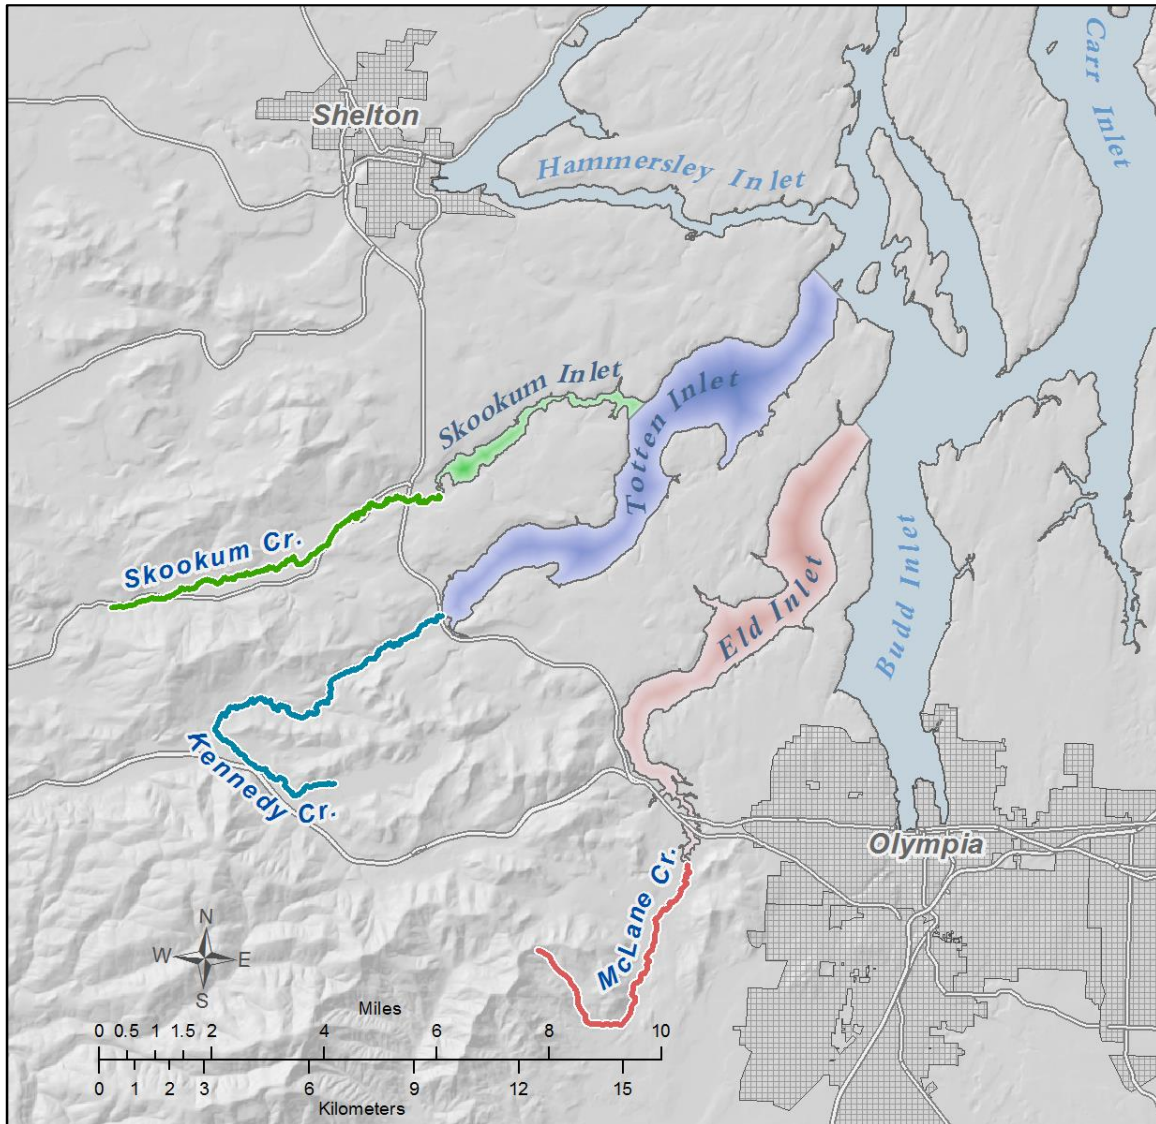 Carr Inlet
Shelton
Hammersley Inlet
Skookum Inlet
Totten Inlet
Skookum Cr.
Eld Inlet
Budd Inlet
Kennedy Cr.
Olympia
McLane Cr.
N
W E
S
Miles
0 0.5 1 1.5 2 4 6 8 10
0 1 2 3 6 9 12 15
Kilometers